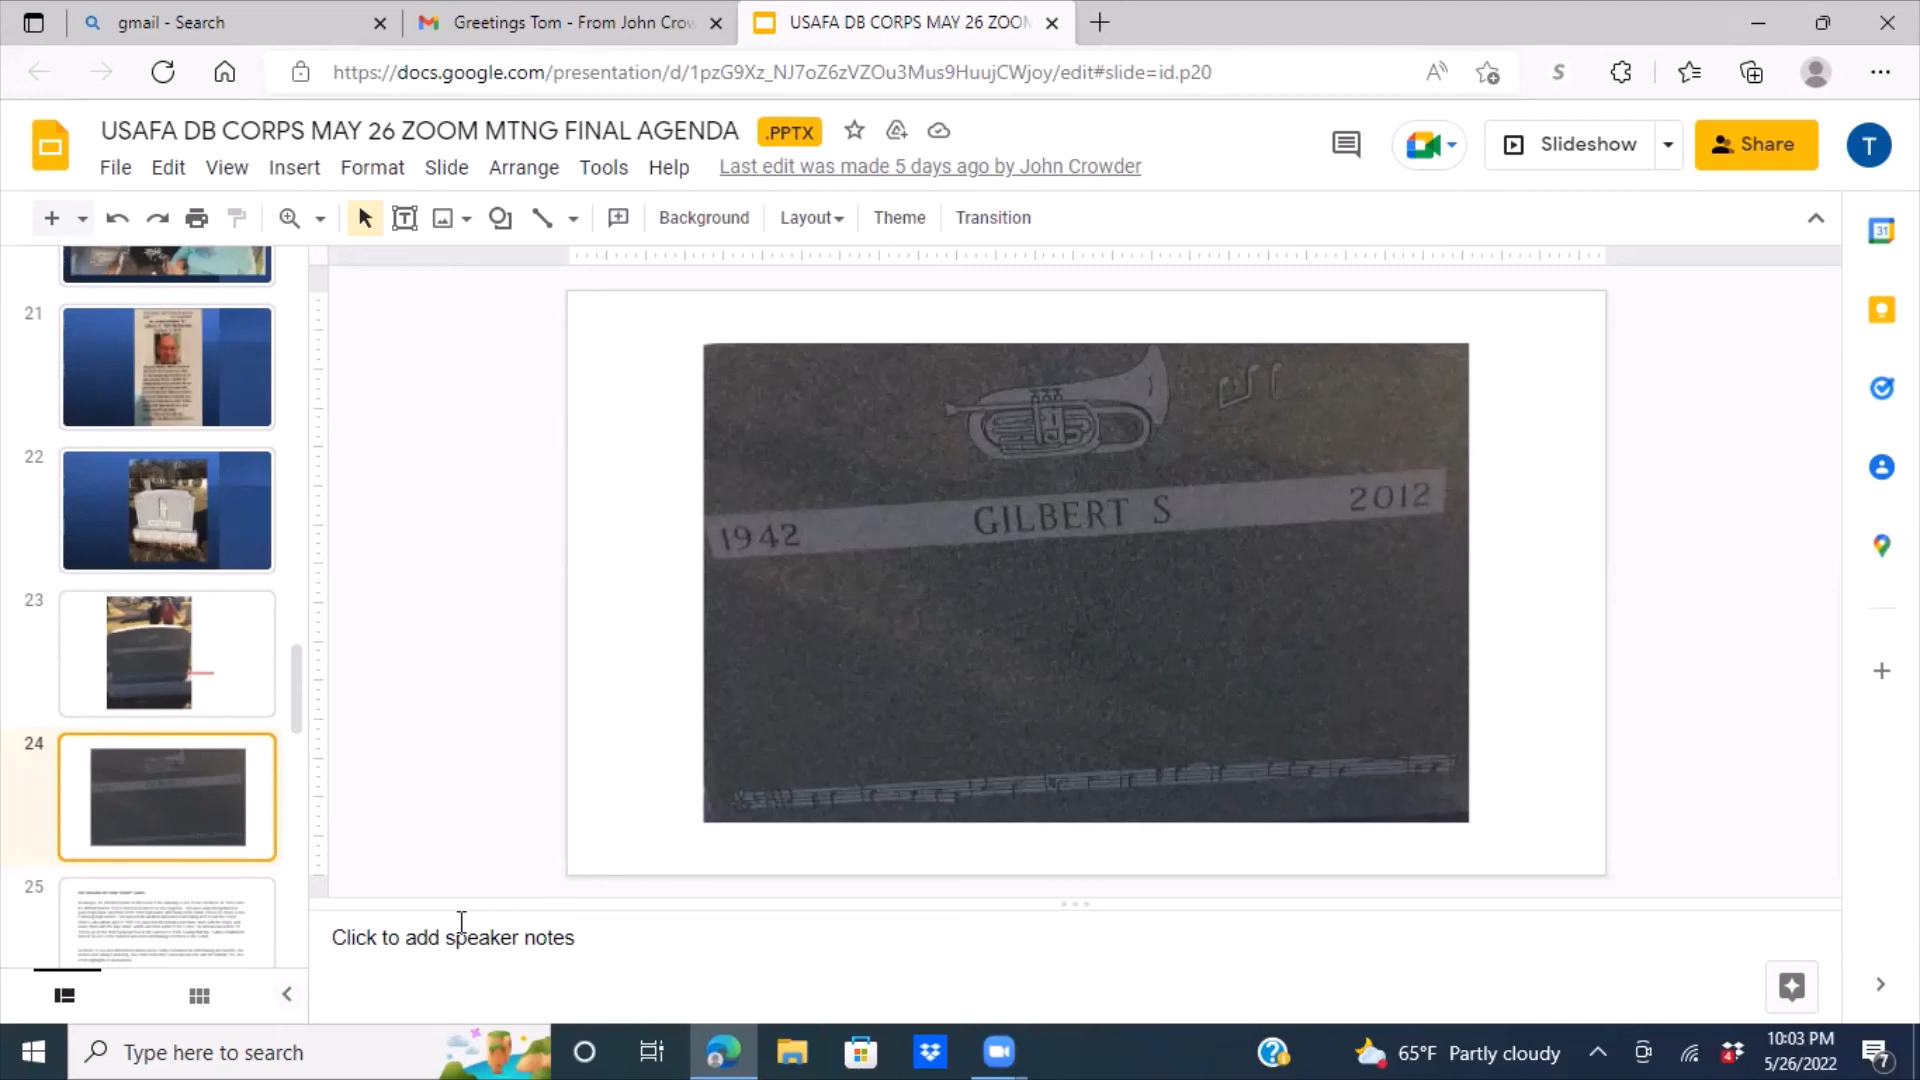 gmail - Search
Greetings Tom - From John Crow
USAFA DB CORPS MAY 26 ZOOM
https://docs.google.com/presentation/d/1pzG9Xz_NJ7oZ6zVZOu3Mus9HuujCWjoy/edit#slide=id.p20
USAFA DB CORPS MAY 26 ZOOM MTNG FINAL AGENDA .PPTX
Slideshow
Share
T
File Edit View Insert Format Slide Arrange Tools Help Last edit was made 5 days ago by John Crowder
Background Layout Theme Transition
31
21
22
23
24
25
1942 GILBERT S 2012
Click to add speaker notes
Type here to search
65°F Partly cloudy
4
10:03 PM
5/26/2022
7